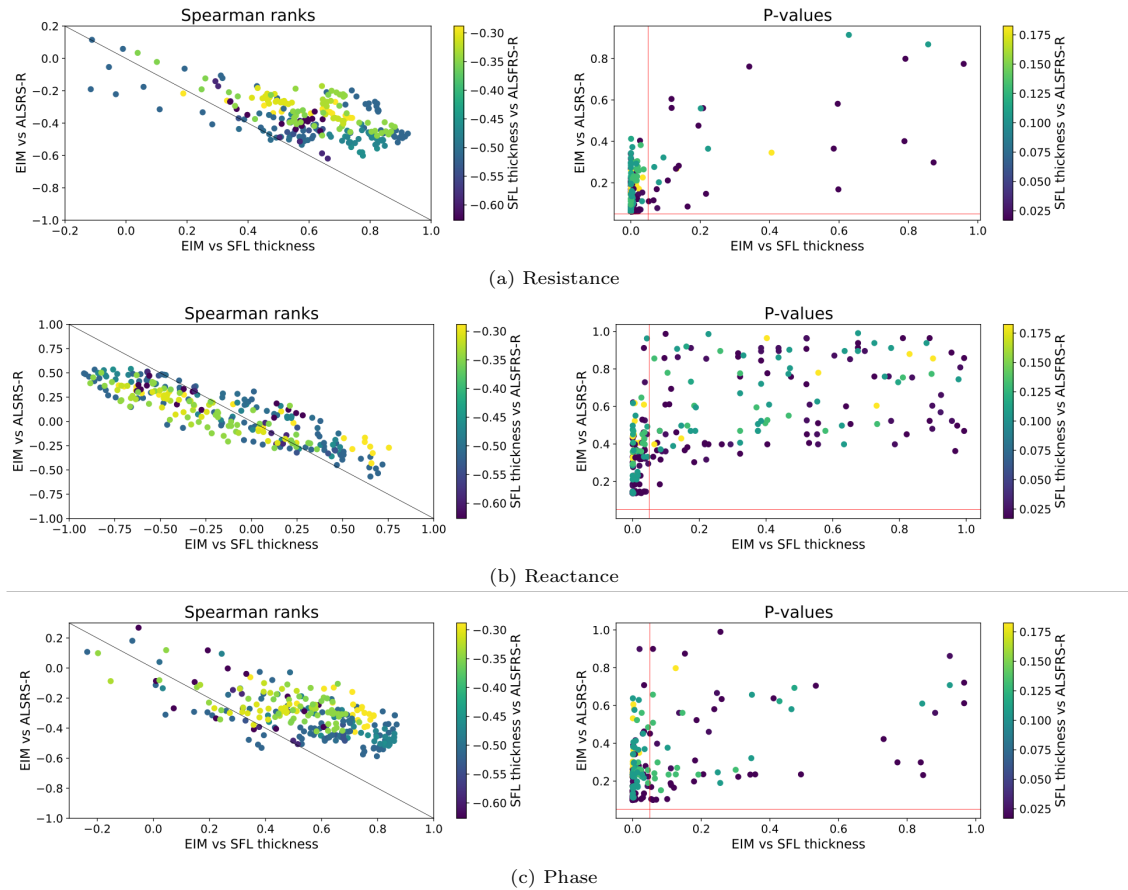 Spearman ranks
0.2
0.0
−0.2
−0.4
−0.6
−0.8
−1.0
EIM vs ALSRS-R
−0.2 0.0 0.2 0.4 0.6 0.8 1.0
EIM vs SFL thickness
−0.30
−0.35
−0.40
−0.45
−0.50
−0.55
−0.60
SFL thickness vs ALSFRS-R
P-values
0.8
0.6
0.4
0.2
EIM vs ALSRS-R
0.0 0.2 0.4 0.6 0.8 1.0
EIM vs SFL thickness
0.175
0.150
0.125
0.100
0.075
0.050
0.025
SFL thickness vs ALSFRS-R
(a) Resistance
Spearman ranks
1.00
0.75
0.50
0.25
0.00
−0.25
−0.50
−0.75
−1.00
EIM vs ALSRS-R
−1.00 −0.75 −0.50 −0.25 0.00 0.25 0.50 0.75 1.00
EIM vs SFL thickness
−0.30
−0.35
−0.40
−0.45
−0.50
−0.55
−0.60
SFL thickness vs ALSFRS-R
P-values
1.0
0.8
0.6
0.4
0.2
EIM vs ALSRS-R
0.0 0.2 0.4 0.6 0.8 1.0
EIM vs SFL thickness
0.175
0.150
0.125
0.100
0.075
0.050
0.025
SFL thickness vs ALSFRS-R
(b) Reactance
Spearman ranks
0.2
0.0
−0.2
−0.4
−0.6
−0.8
−1.0
EIM vs ALSRS-R
−0.2 0.0 0.2 0.4 0.6 0.8 1.0
EIM vs SFL thickness
−0.30
−0.35
−0.40
−0.45
−0.50
−0.55
−0.60
SFL thickness vs ALSFRS-R
P-values
1.0
0.8
0.6
0.4
0.2
EIM vs ALSRS-R
0.0 0.2 0.4 0.6 0.8 1.0
EIM vs SFL thickness
0.175
0.150
0.125
0.100
0.075
0.050
0.025
SFL thickness vs ALSFRS-R
(c) Phase